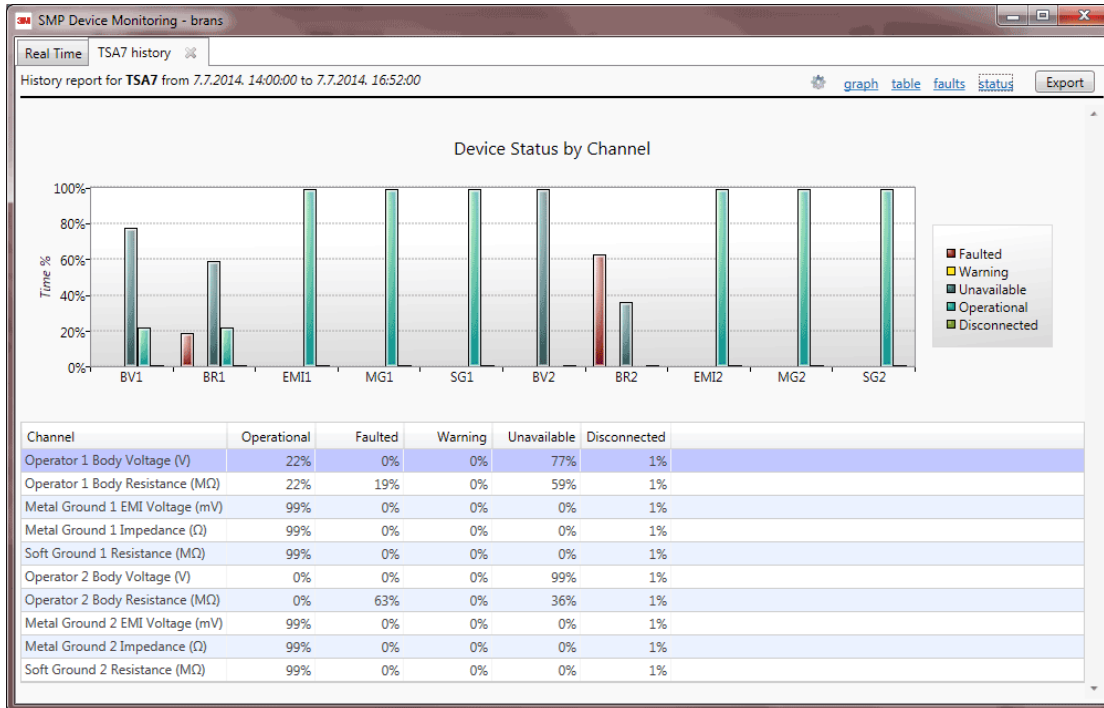 3M SMP Device Monitoring - brans
Real Time TSA7 history
History report for TSA7 from 7.7.2014. 14:00:00 to 7.7.2014. 16:52:00 graph table faults status Export
Device Status by Channel
Time %
100%
80%
60%
40%
20%
0%
BV1 BR1 EMI1 MG1 SG1 BV2 BR2 EMI2 MG2 SG2
Faulted
Warning
Unavailable
Operational
Disconnected
Channel Operational Faulted Warning Unavailable Disconnected
Operator 1 Body Voltage (V) 22% 0% 0% 77% 1%
Operator 1 Body Resistance (MΩ) 22% 19% 0% 59% 1%
Metal Ground 1 EMI Voltage (mV) 99% 0% 0% 0% 1%
Metal Ground 1 Impedance (Ω) 99% 0% 0% 0% 1%
Soft Ground 1 Resistance (MΩ) 99% 0% 0% 0% 1%
Operator 2 Body Voltage (V) 0% 0% 0% 99% 1%
Operator 2 Body Resistance (MΩ) 0% 63% 0% 36% 1%
Metal Ground 2 EMI Voltage (mV) 99% 0% 0% 0% 1%
Metal Ground 2 Impedance (Ω) 99% 0% 0% 0% 1%
Soft Ground 2 Resistance (MΩ) 99% 0% 0% 0% 1%